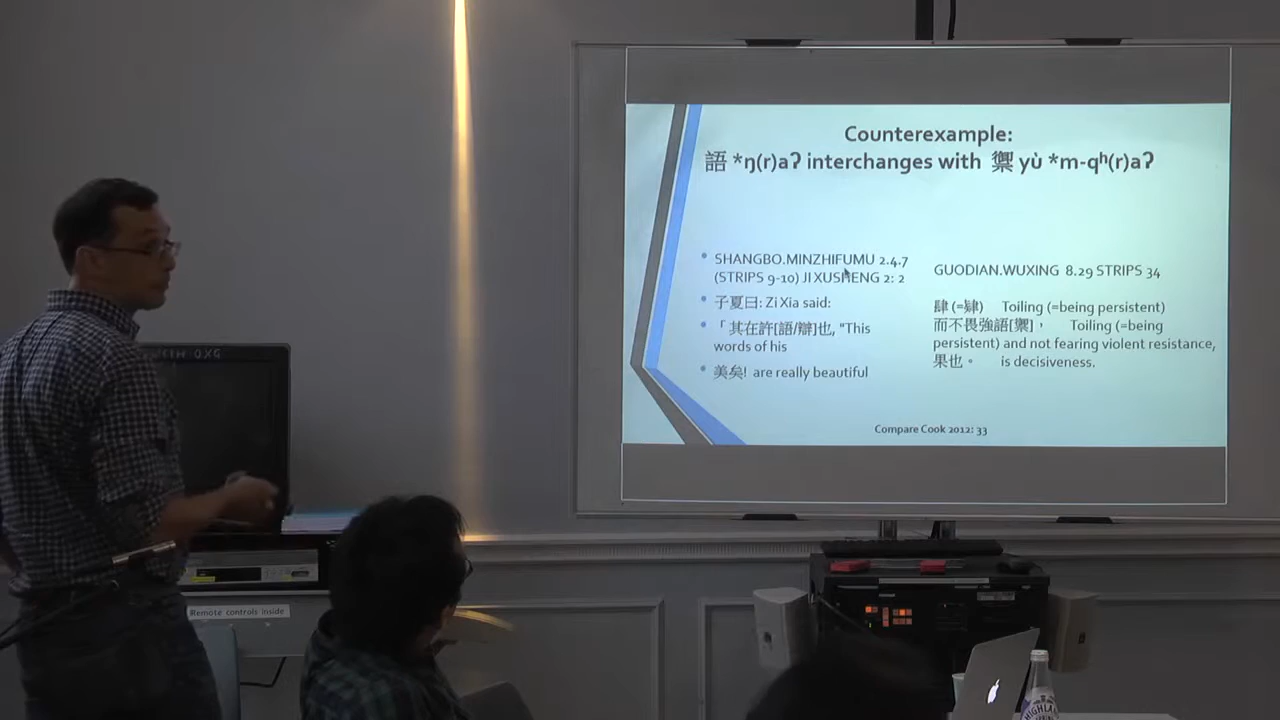 Counterexample:
語 *ŋ(r)aʔ interchanges with 禦 yù *m-qʰ(r)aʔ
SHANGBO.MINZHIFUMU 2.4.7
(STRIPS 9-10) JI XUSHENG 2: 2
子夏曰: Zi Xia said:
「其在許[語/辯]也, "This
words of his
美矣! are really beautiful
GUODIAN.WUXING 8.29 STRIPS 34
肆 (=肄) Toiling (=being persistent)
而不畏強語[禦]， Toiling (=being
persistent) and not fearing violent resistance,
果也。 is decisiveness.
Compare Cook 2012: 33
Remote controls inside
HIGHLAND